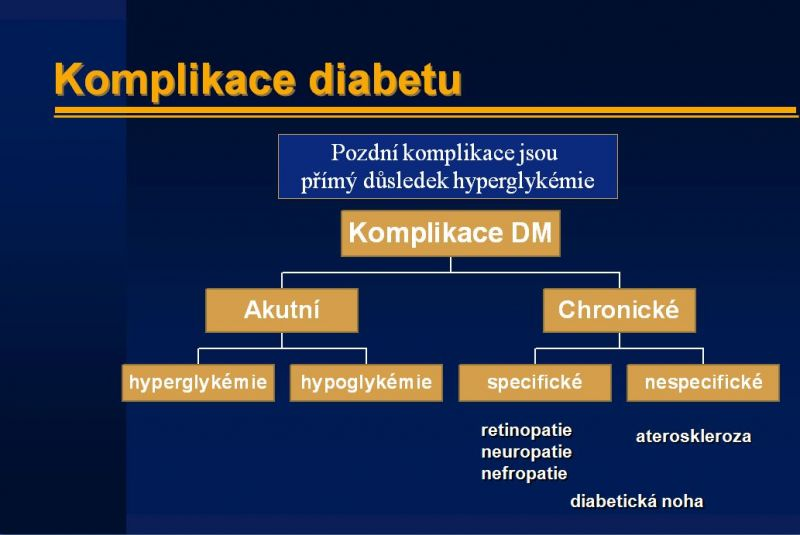 Komplikace diabetu
Pozdní komplikace jsou
přímý důsledek hyperglykémie
Komplikace DM
Akutní
Chronické
hyperglykémie
hypoglykémie
specifické
nespecifické
retinopatie
neuropatie
nefropatie
ateroskleroza
diabetická noha